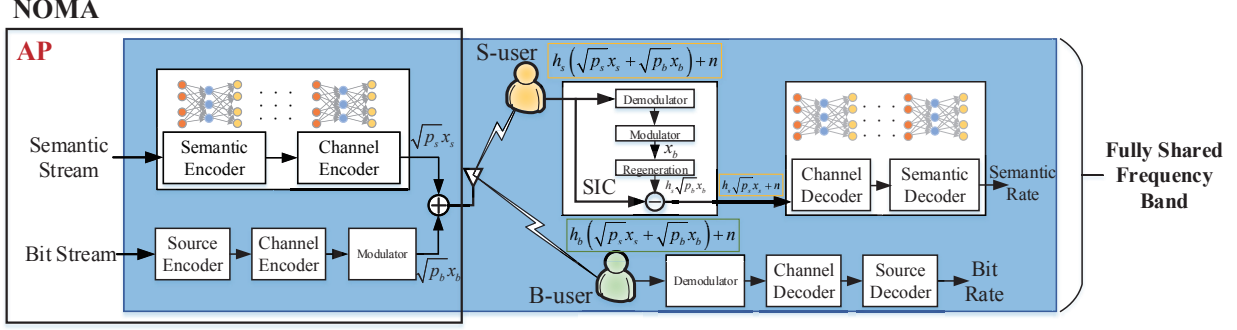 NOMA
AP
S-user
h_s(√p_s x_s + √p_b x_b) + n
Semantic
Stream
Semantic
Encoder
Channel
Encoder
√p_s x_s
Demodulator
Modulator
x_b
Regeneration
SIC
h_s√p_b x_b
h_s√p_s x_s + n
Channel
Decoder
Semantic
Decoder
Semantic
Rate
Fully Shared
Frequency
Band
Bit Stream
Source
Encoder
Channel
Encoder
Modulator
√p_b x_b
h_b(√p_s x_s + √p_b x_b) + n
B-user
Demodulator
Channel
Decoder
Source
Decoder
Bit
Rate